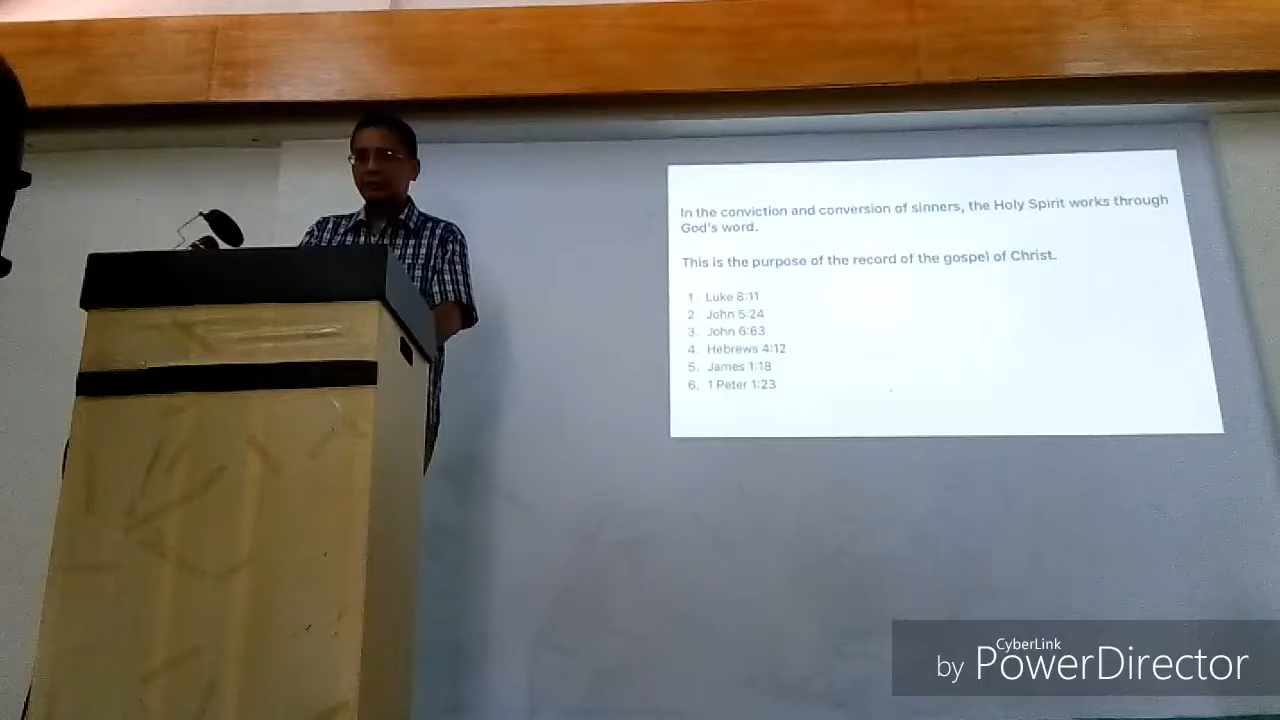 In the conviction and conversion of sinners, the Holy Spirit works through
God's word.
This is the purpose of the record of the gospel of Christ.
1. Luke 8:11
2. John 5:24
3. John 6:63
4. Hebrews 4:12
5. James 1:18
6. 1 Peter 1:23
CyberLink
by PowerDirector